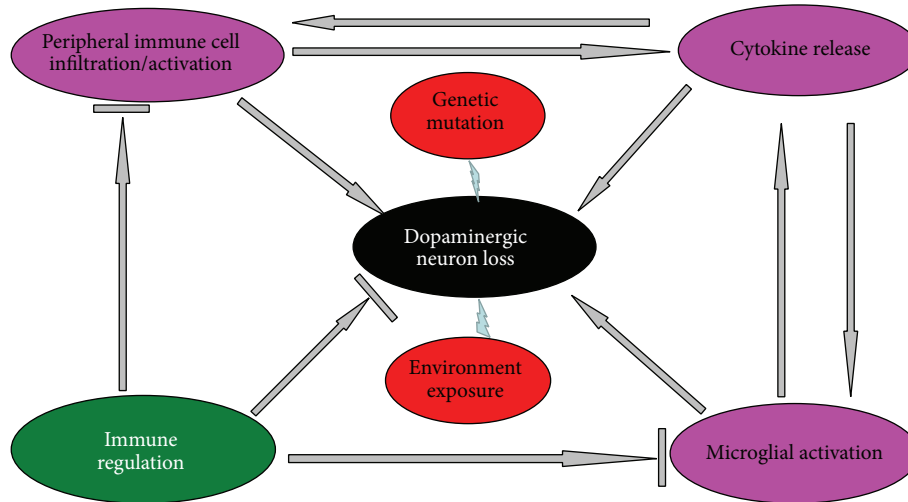 Peripheral immune cell
infiltration/activation
Cytokine release
Genetic
mutation
Dopaminergic
neuron loss
Environment
exposure
Immune
regulation
Microglial activation